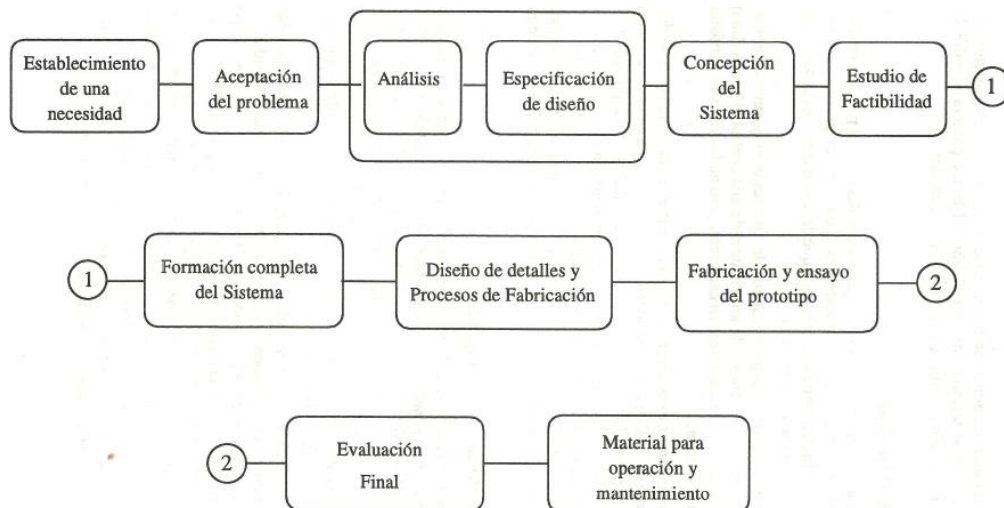 Establecimiento
de una
necesidad
Aceptación
del problema
Análisis
Especificación
de diseño
Concepción
del
Sistema
Estudio de
Factibilidad
1
1
Formación completa
del Sistema
Diseño de detalles y
Procesos de Fabricación
Fabricación y ensayo
del prototipo
2
2
Evaluación
Final
Material para
operación y
mantenimiento